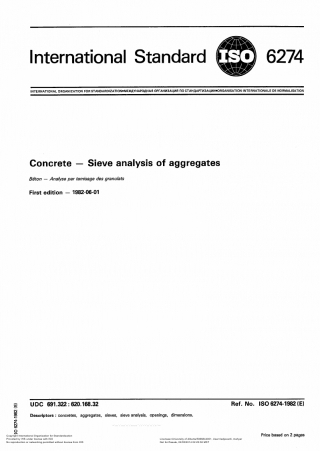 International Standard ISO 6274
INTERNATIONAL ORGANIZATION FOR STANDARDIZATION•МЕЖДУНАРОДНАЯ ОРГАНИЗАЦИЯ ПО СТАНДАРТИЗАЦИИ•ORGANISATION INTERNATIONALE DE NORMALISATION
Concrete — Sieve analysis of aggregates
Béton — Analyse par tamisage des granulats
First edition — 1982-06-01
UDC 691.322 : 620.168.32 Ref. No. ISO 6274-1982 (E)
Descriptors : concretes, aggregates, sieves, sieve analysis, openings, dimensions.
ISO 6274-1982 (E)
Price based on 2 pages